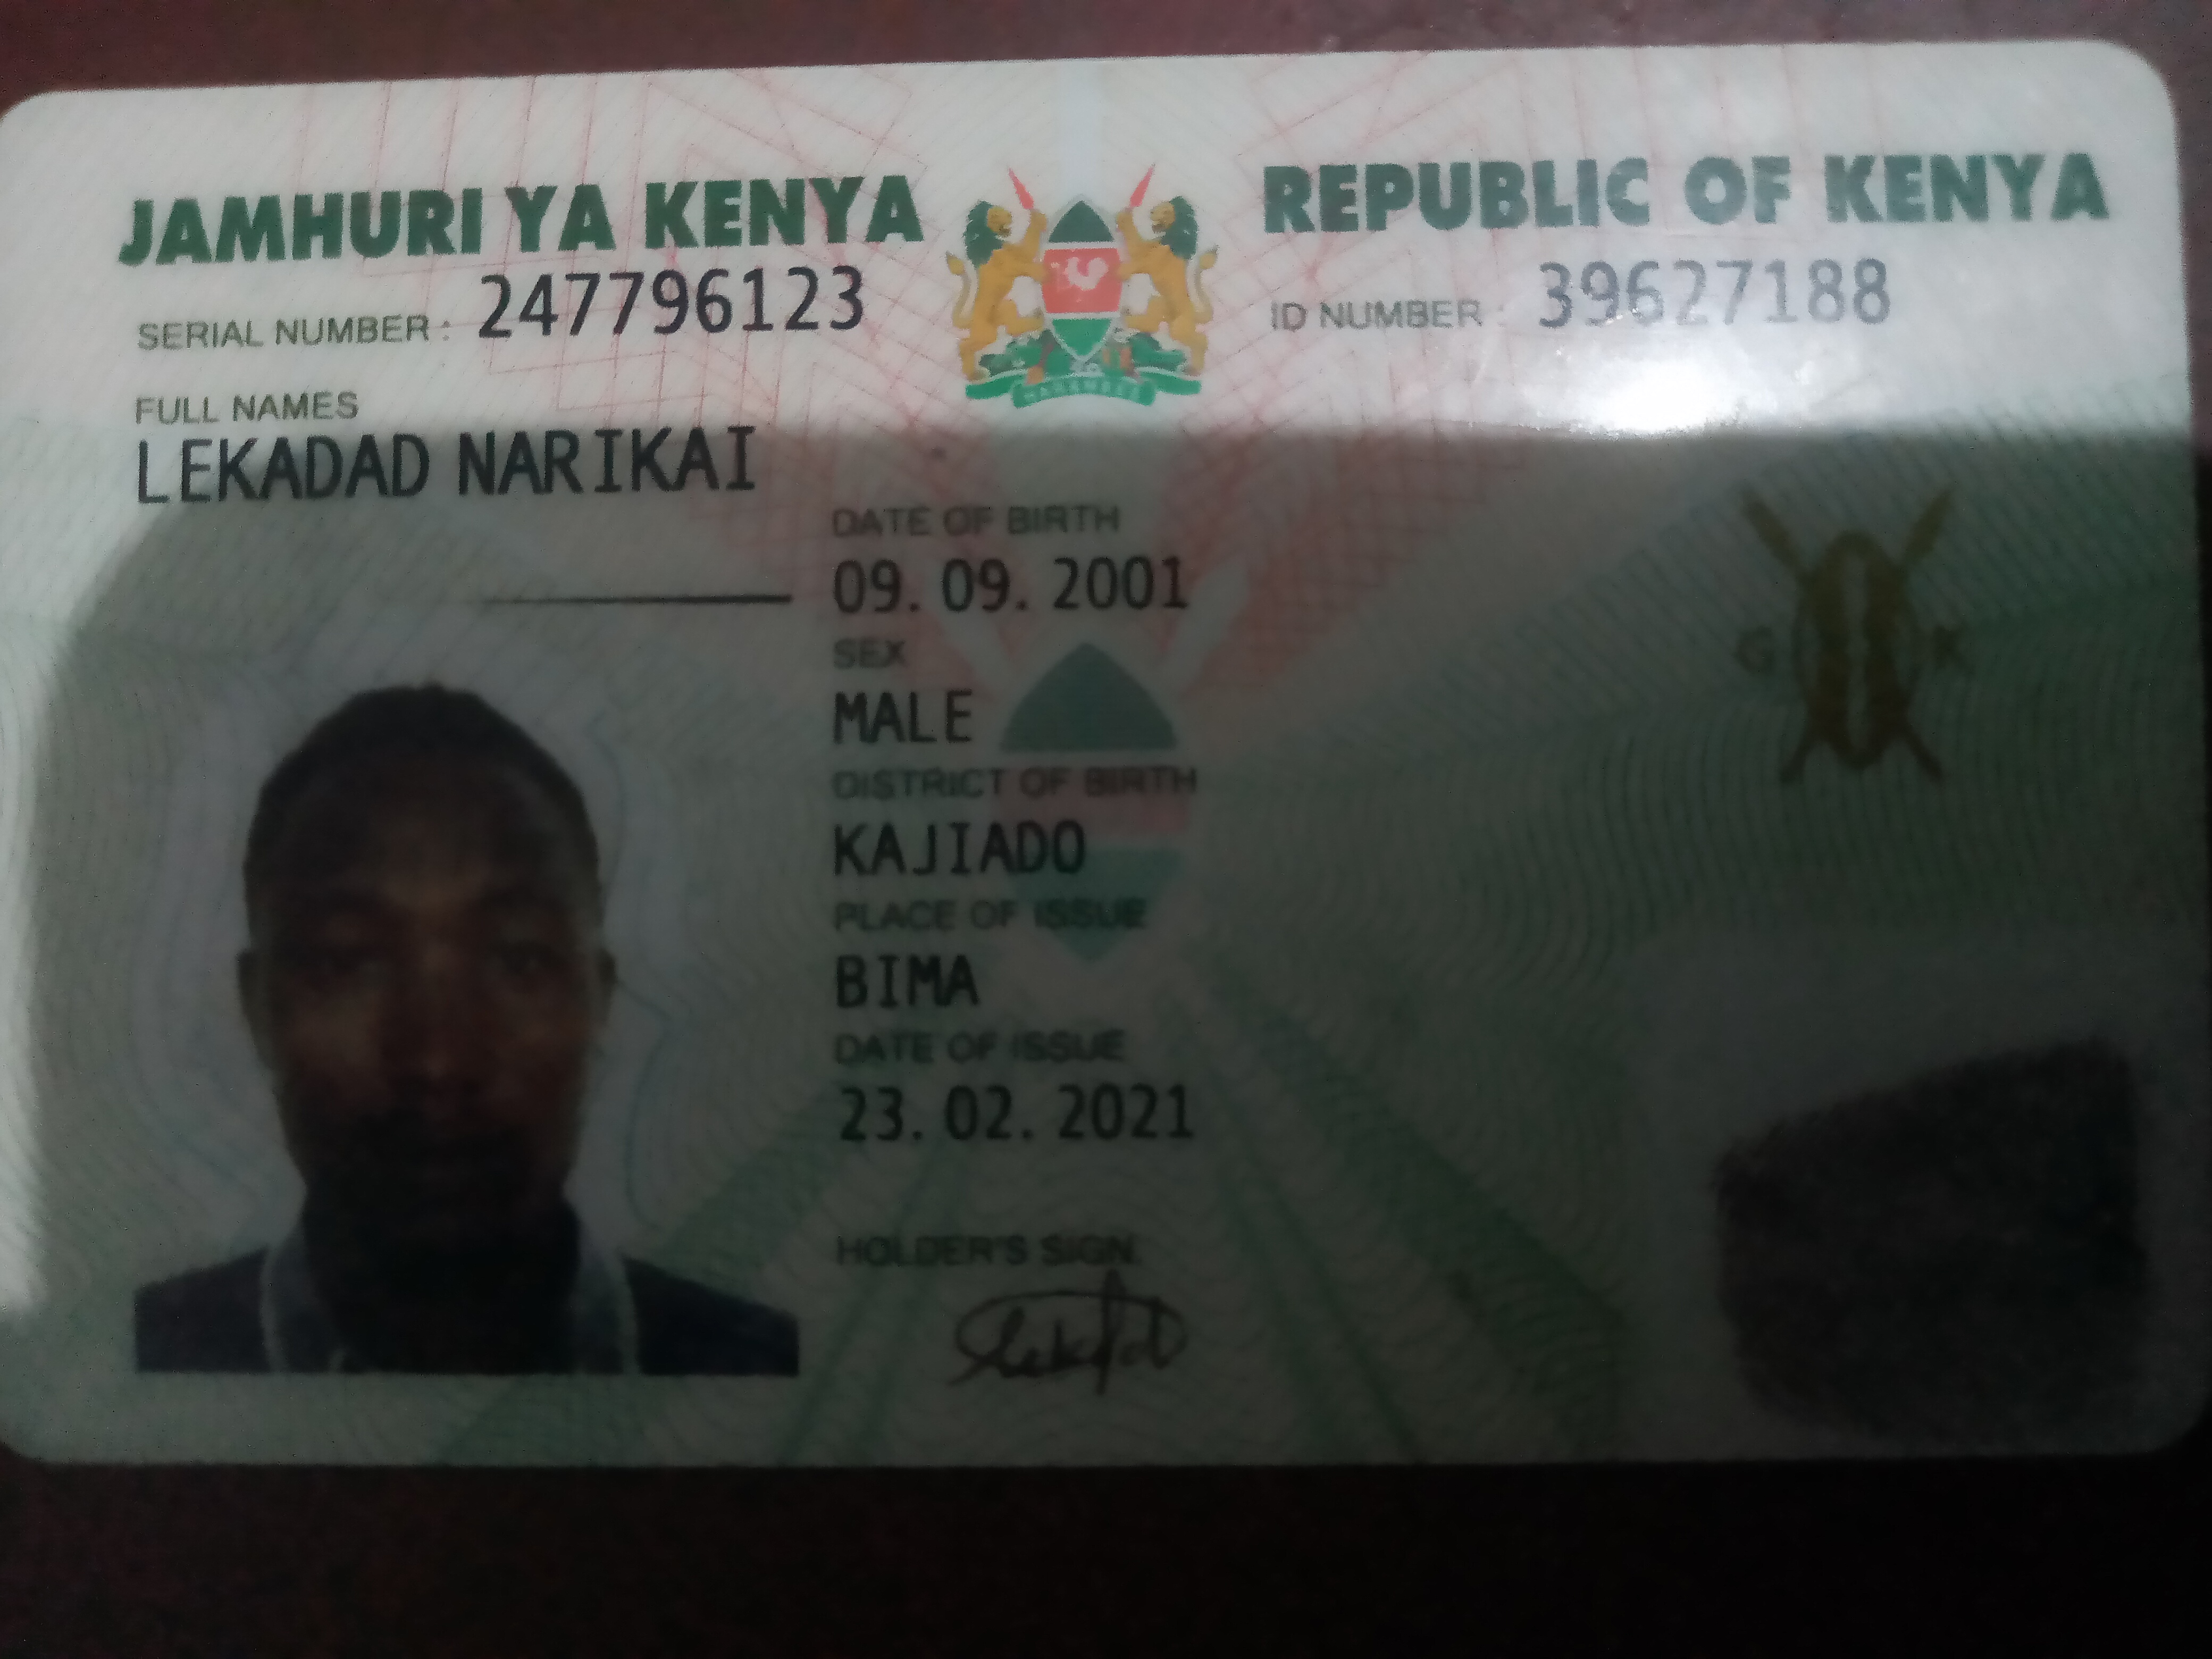 JAMHURI YA KENYA REPUBLIC OF KENYA
SERIAL NUMBER: 247796123 ID NUMBER: 39627188
FULL NAMES
LEKADAD NARIKAI
DATE OF BIRTH
09.09.2001
SEX
MALE
DISTRICT OF BIRTH
KAJIADO
PLACE OF ISSUE
BIMA
DATE OF ISSUE
23.02.2021
HOLDER'S SIGN.